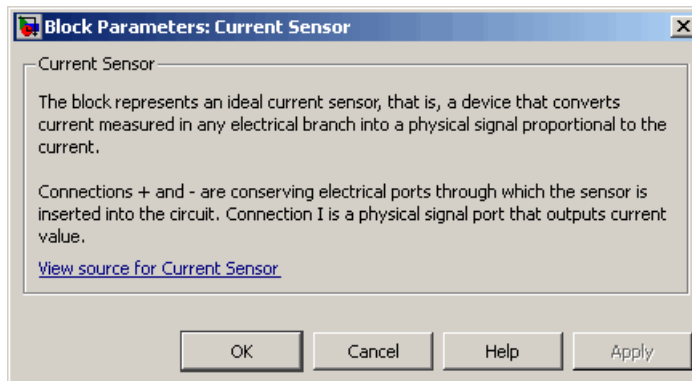 Block Parameters: Current Sensor
Current Sensor
The block represents an ideal current sensor, that is, a device that converts
current measured in any electrical branch into a physical signal proportional to the
current.
Connections + and - are conserving electrical ports through which the sensor is
inserted into the circuit. Connection I is a physical signal port that outputs current
value.
View source for Current Sensor
OK Cancel Help Apply